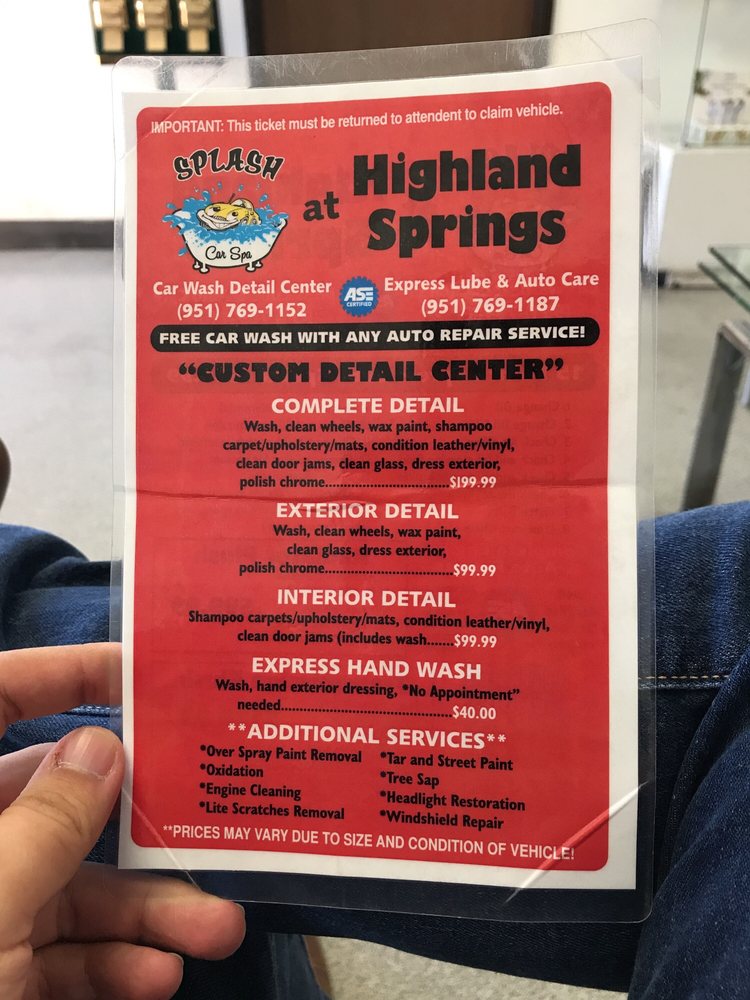 IMPORTANT: This ticket must be returned to attendent to claim vehicle.
SPLASH
Car Spa
at
Highland
Springs
Car Wash Detail Center
(951) 769-1152
ASE
CERTIFIED
Express Lube & Auto Care
(951) 769-1187
FREE CAR WASH WITH ANY AUTO REPAIR SERVICE!
“CUSTOM DETAIL CENTER”
COMPLETE DETAIL
Wash, clean wheels, wax paint, shampoo
carpet/upholstery/mats, condition leather/vinyl,
clean door jams, clean glass, dress exterior,
polish chrome................................$199.99
EXTERIOR DETAIL
Wash, clean wheels, wax paint,
clean glass, dress exterior,
polish chrome.................................$99.99
INTERIOR DETAIL
Shampoo carpets/upholstery/mats, condition leather/vinyl,
clean door jams (includes wash.......$99.99
EXPRESS HAND WASH
Wash, hand exterior dressing, "No Appointment"
needed............................................$40.00
**ADDITIONAL SERVICES**
*Over Spray Paint Removal
*Oxidation
*Engine Cleaning
*Lite Scratches Removal
*Tar and Street Paint
*Tree Sap
*Headlight Restoration
*Windshield Repair
**PRICES MAY VARY DUE TO SIZE AND CONDITION OF VEHICLE!